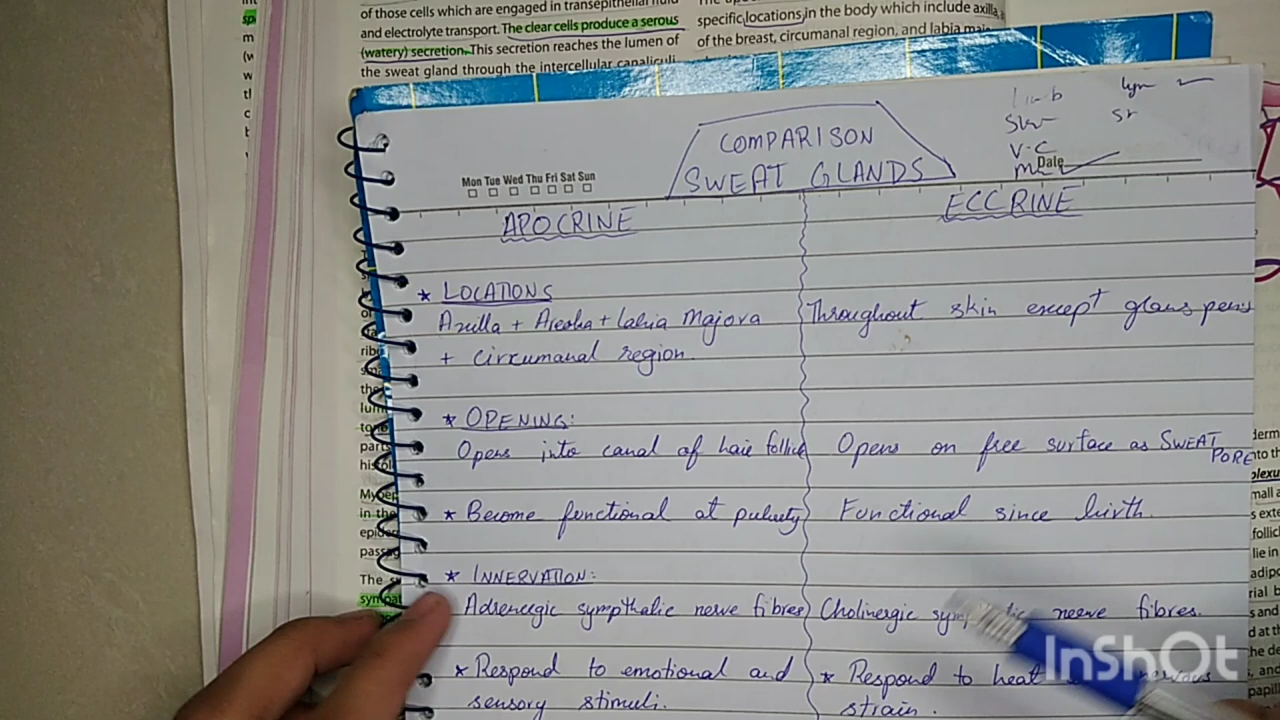 of those cells which are engaged in transepithelial fluid
and electrolyte transport. The clear cells produce a serous
(watery) secretion. This secretion reaches the lumen of
the sweat gland through the intercellular canaliculi
specific locations in the body which include axilla,
of the breast, circumanal region, and labia
COMPARISON
SWEAT GLANDS
Mon Tue Wed Thu Fri Sat Sun
Date
V.C
APOCRINE
ECCRINE
* LOCATIONS
Axilla + Areola + Labia Majora
+ circumanal region.
Throughout skin except glans penis
* OPENING:
Opens into canal of hair follicle
Opens on free surface as SWEAT
PORE
* Become functional at puberty
Functional since birth.
* INNERVATION:
Adrenergic sympthatic nerve fibres
Cholinergic nerve fibres.
* Respond to emotional and
sensory stimuli.
* Respond to heat
strain.
The
sympat
InShOt